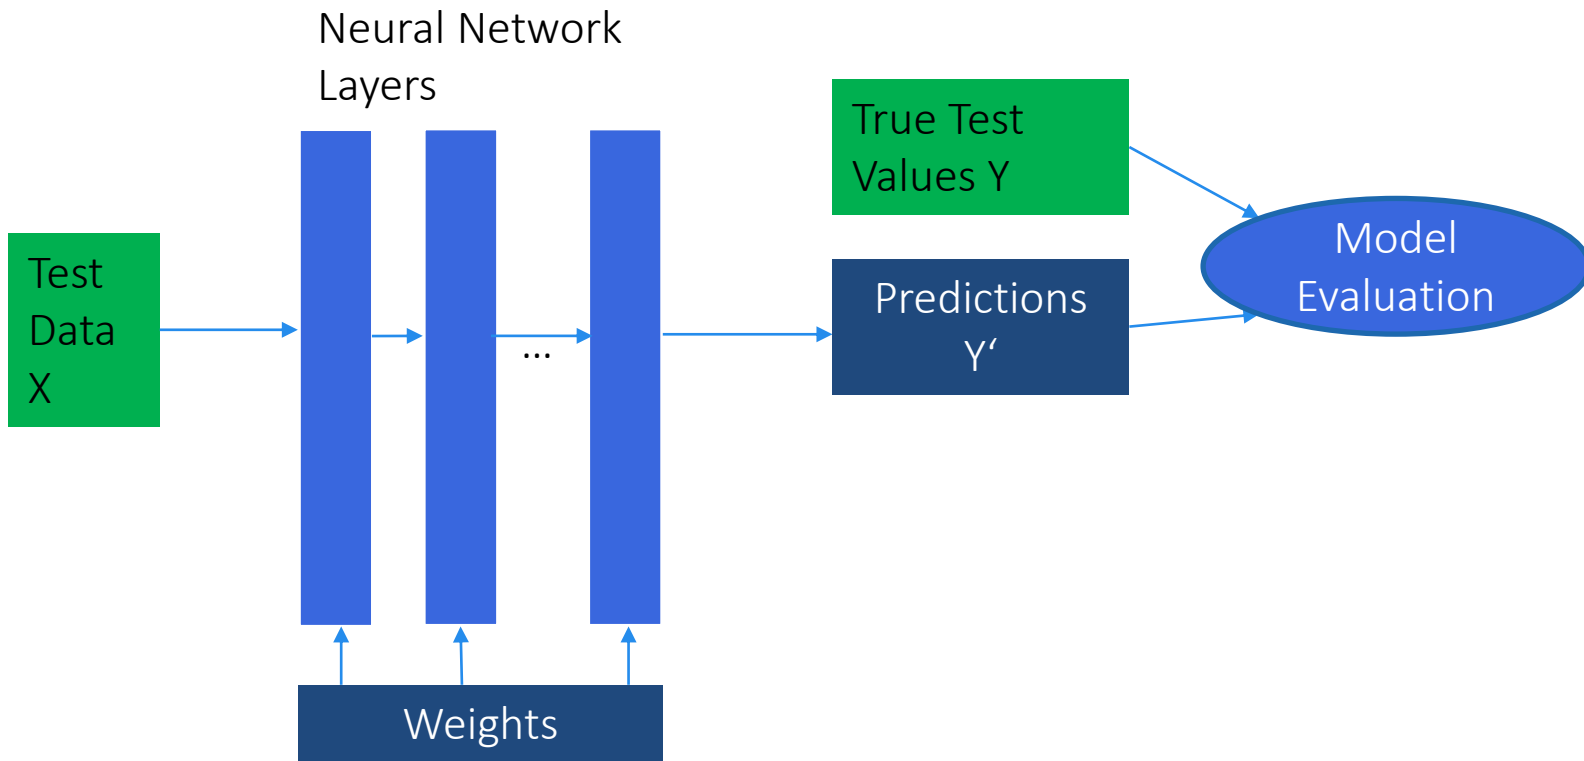 Neural Network
Layers
True Test
Values Y
Model
Evaluation
Test
Data
X
...
Predictions
Y‘
Weights